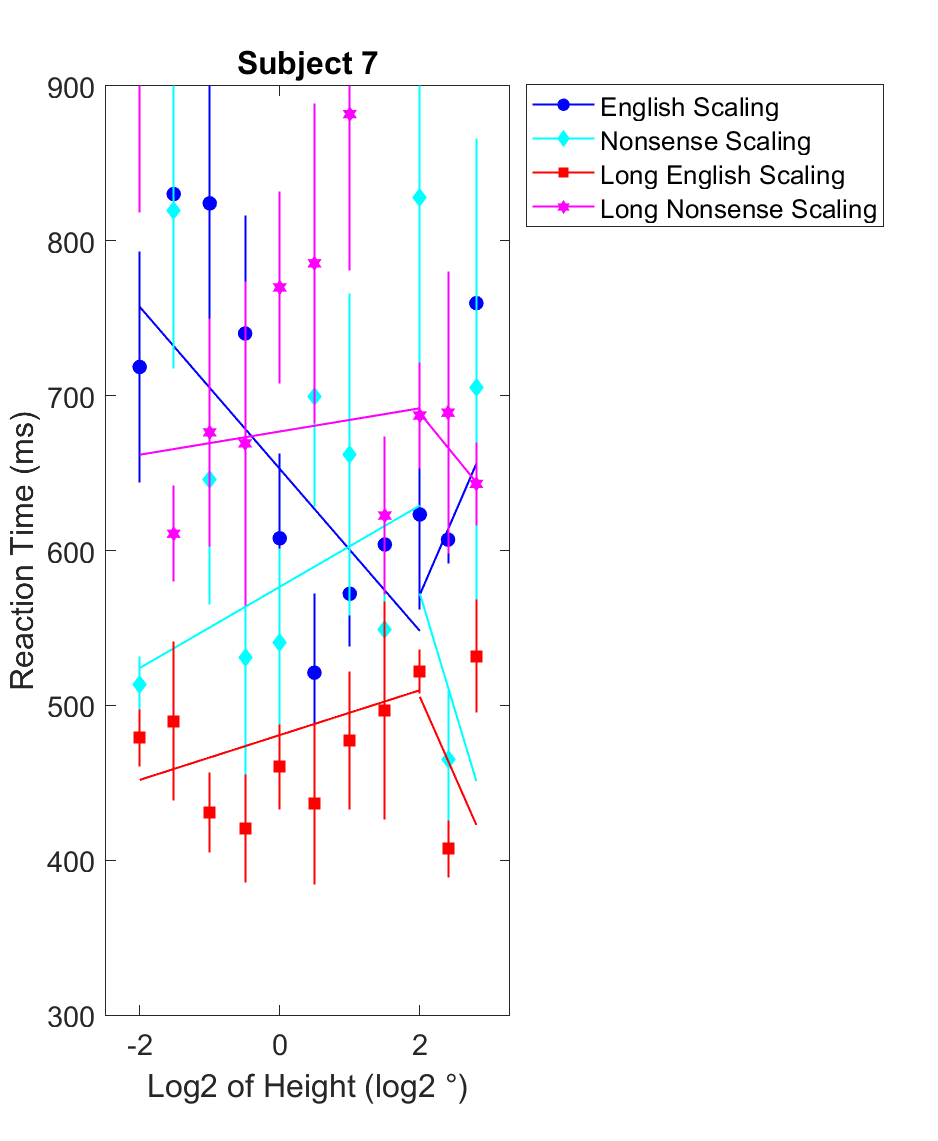 Subject 7
900
800
700
600
500
400
300
-2 0 2
Reaction Time (ms)
Log2 of Height (log2 °)
English Scaling
Nonsense Scaling
Long English Scaling
Long Nonsense Scaling